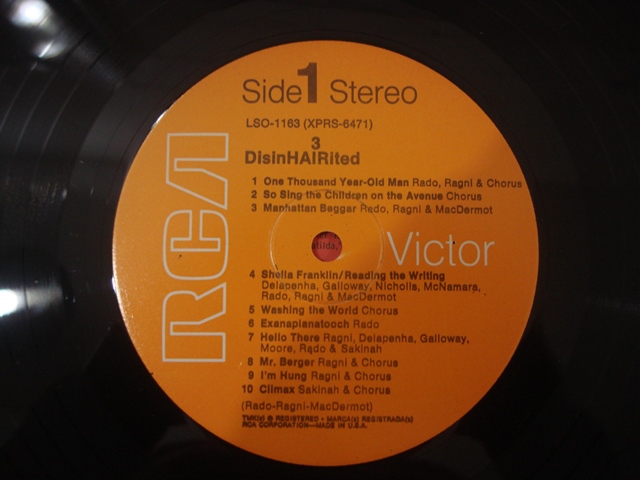 Side 1 Stereo
LSO-1163 (XPRS-6471)
3
DisinHAIRited
1 One Thousand Year-Old Man Rado, Ragni & Chorus
2 So Sing the Children on the Avenue Chorus
3 Manhattan Beggar Rado, Ragni & MacDermot
RCA
Victor
4 Sheila Franklin/Reading the Writing
Delapenha, Galloway, Nicholls, McNamara,
Rado, Ragni & MacDermot
5 Washing the World Chorus
6 Exanaplanatooch Rado
7 Hello There Ragni, Delapenha, Galloway,
Moore, Rado & Sakinah
8 Mr. Berger Ragni & Chorus
9 I'm Hung Ragni & Chorus
10 Climax Sakinah & Chorus
(Rado-Ragni-MacDermot)
TMK(s) ® REGISTERED • MARCA(s) REGISTRADA(s)
RCA CORPORATION—MADE IN U.S.A.